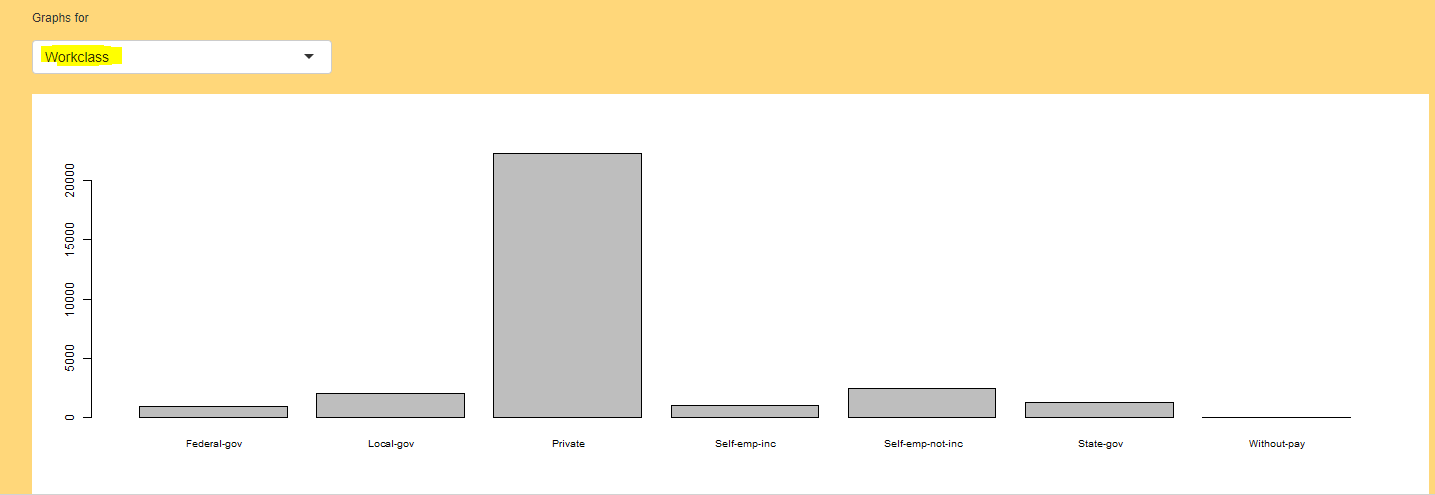 Graphs for
Workclass
20000
15000
10000
5000
0
Federal-gov Local-gov Private Self-emp-inc Self-emp-not-inc State-gov Without-pay